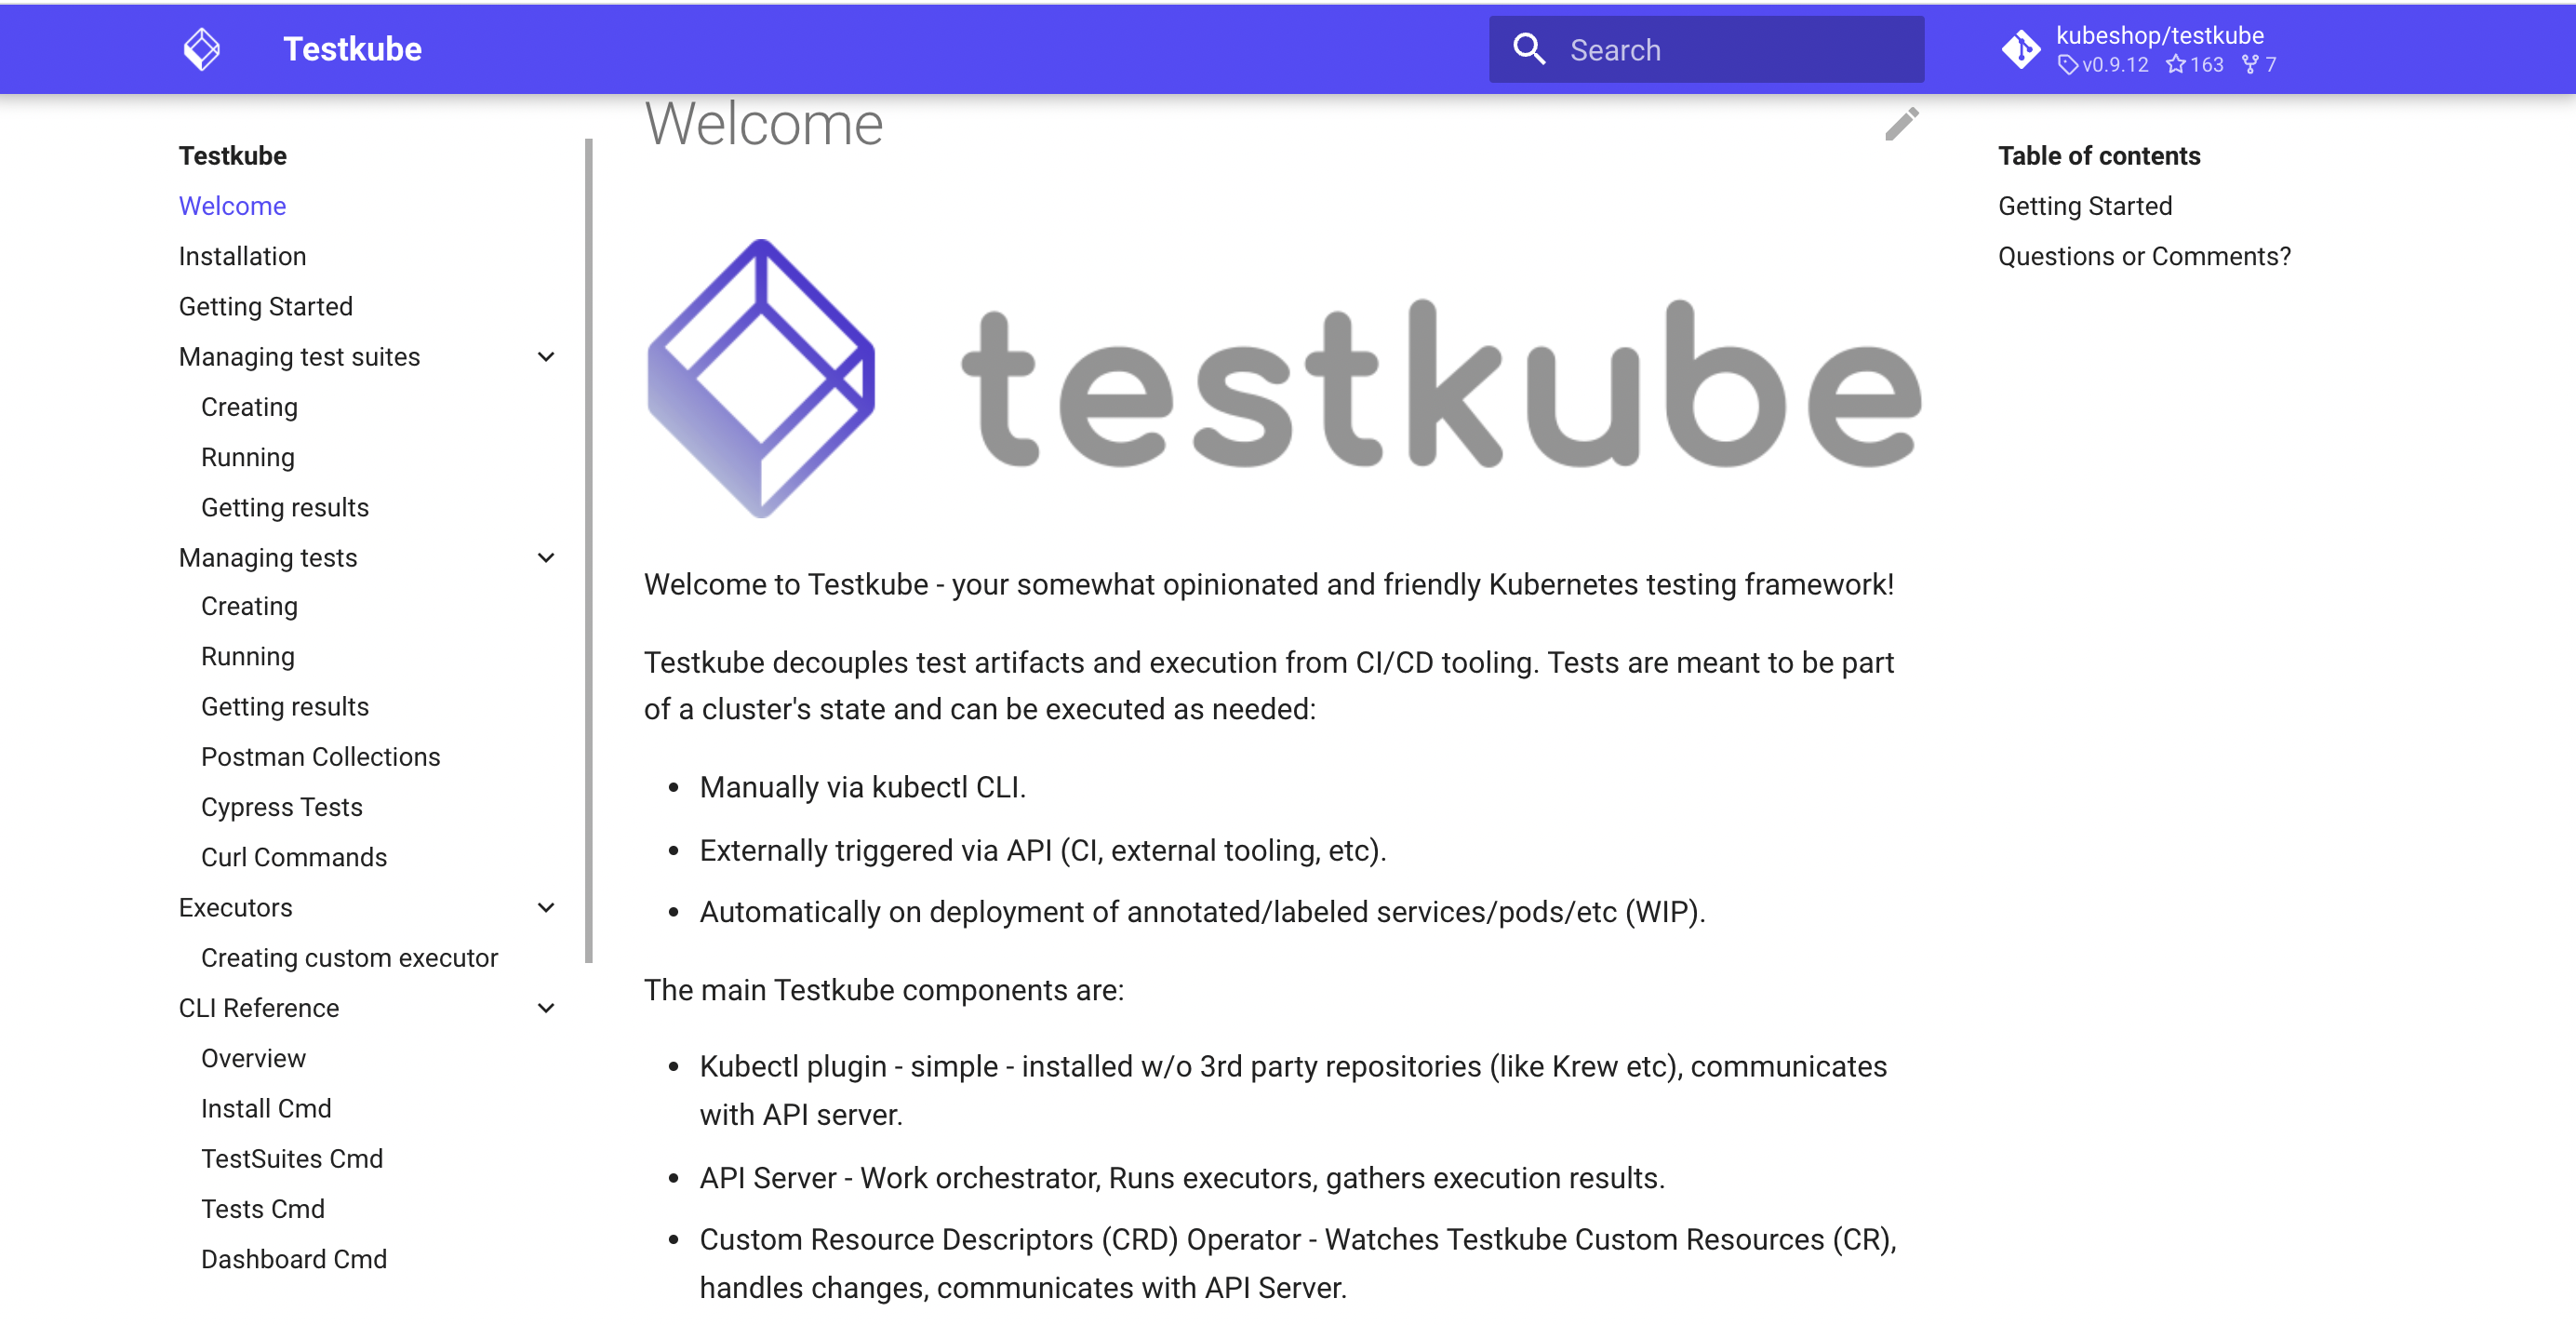 Testkube
Search
kubeshop/testkube
v0.9.12 163 7
Testkube
Welcome
Installation
Getting Started
Managing test suites
Creating
Running
Getting results
Managing tests
Creating
Running
Getting results
Postman Collections
Cypress Tests
Curl Commands
Executors
Creating custom executor
CLI Reference
Overview
Install Cmd
TestSuites Cmd
Tests Cmd
Dashboard Cmd
Welcome
testkube
Welcome to Testkube - your somewhat opinionated and friendly Kubernetes testing framework!
Testkube decouples test artifacts and execution from CI/CD tooling. Tests are meant to be part
of a cluster's state and can be executed as needed:
• Manually via kubectl CLI.
• Externally triggered via API (CI, external tooling, etc).
• Automatically on deployment of annotated/labeled services/pods/etc (WIP).
The main Testkube components are:
• Kubectl plugin - simple - installed w/o 3rd party repositories (like Krew etc), communicates
with API server.
• API Server - Work orchestrator, Runs executors, gathers execution results.
• Custom Resource Descriptors (CRD) Operator - Watches Testkube Custom Resources (CR),
handles changes, communicates with API Server.
Table of contents
Getting Started
Questions or Comments?